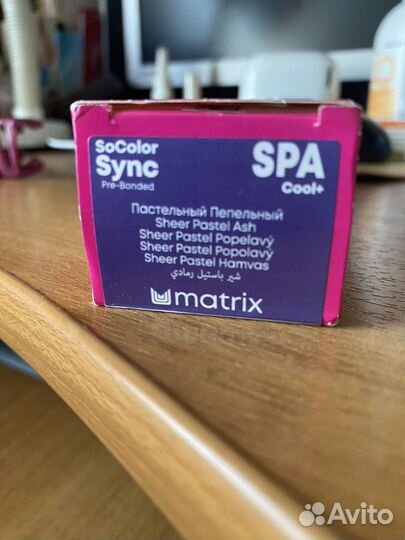 SoColor
Sync
Pre-Bonded
SPA
Cool+
Пастельный Пепельный
Sheer Pastel Ash
Sheer Pastel Popelavý
Sheer Pastel Popolavý
Sheer Pastel Hamvas
شير باستيل رمادي
matrix
Avito